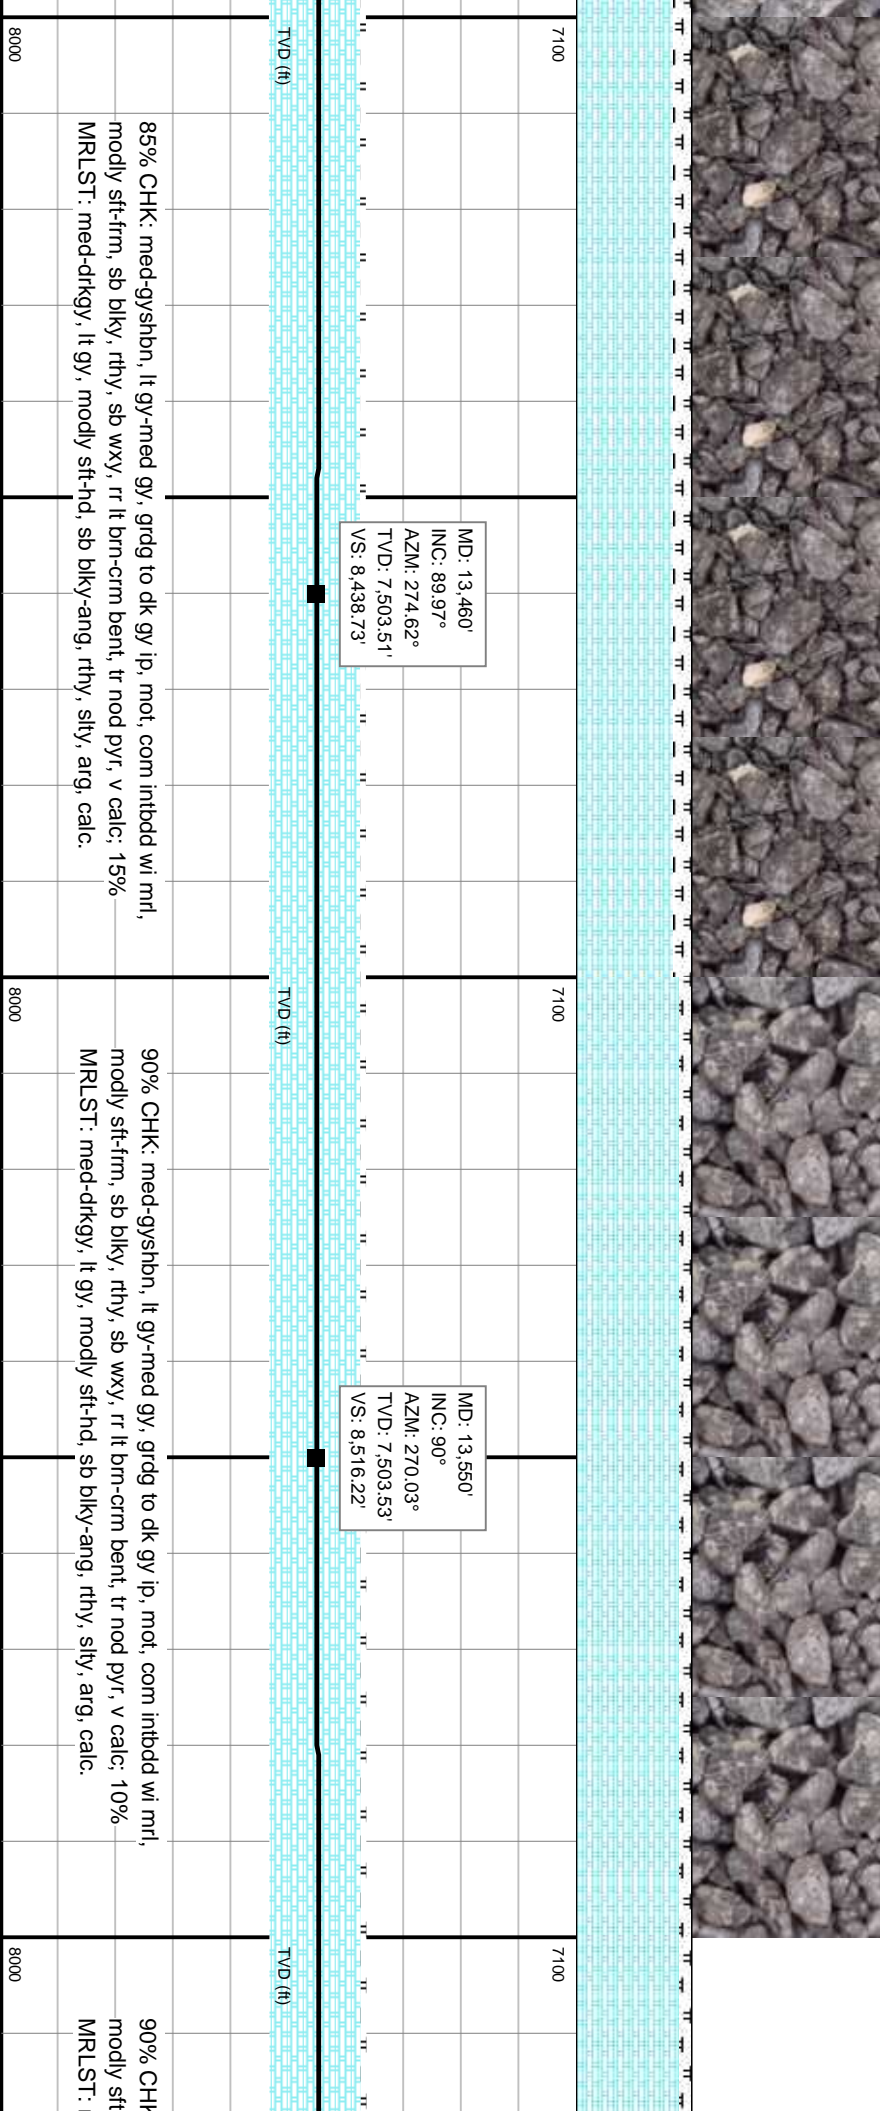 8000
TVD (ft)
7100
85% CHK: med-gyshbn, lt gy-med gy, grdg to dk gy ip, mot, com intbdd wi mrl,
modly sft-frm, sb blky, rthy, sb wxy, rr lt brn-crm bent, tr nod pyr, v calc; 15%
MRLST: med-drkgy, lt gy, modly sft-hd, sb blky-ang, rthy, slty, arg, calc.
MD: 13,460'
INC: 89.97°
AZM: 274.62°
TVD: 7,503.51'
VS: 8,438.73'
8000
TVD (ft)
7100
90% CHK: med-gyshbn, lt gy-med gy, grdg to dk gy ip, mot, com intbdd wi mrl,
modly sft-frm, sb blky, rthy, sb wxy, rr lt brn-crm bent, tr nod pyr, v calc; 10%
MRLST: med-drkgy, lt gy, modly sft-hd, sb blky-ang, rthy, slty, arg, calc.
MD: 13,550'
INC: 90°
AZM: 270.03°
TVD: 7,503.53'
VS: 8,516.22'
8000
TVD (ft)
7100
90% CHK
modly sft
MRLST: